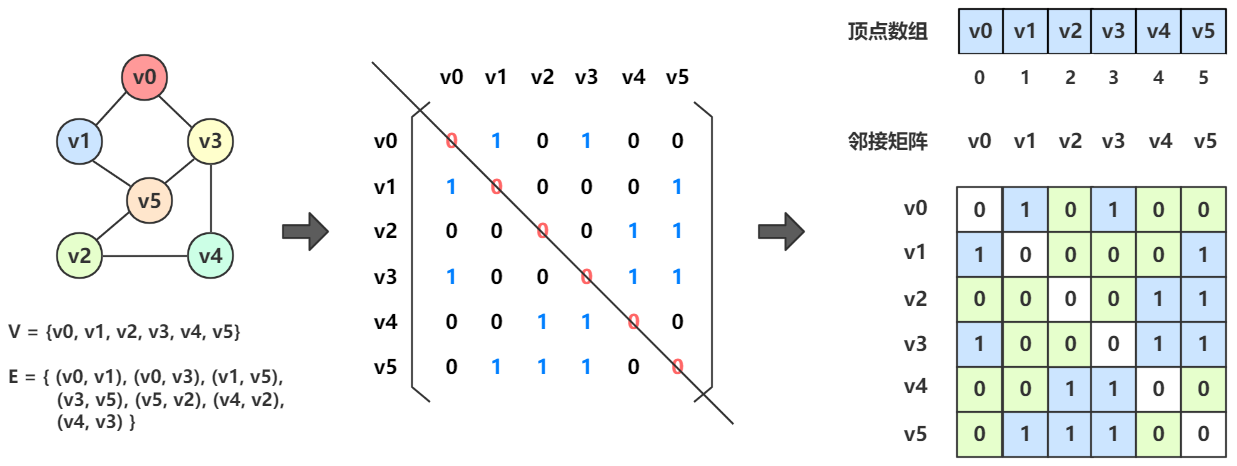 v0
v1
v3
v5
v2
v4
V = {v0, v1, v2, v3, v4, v5}
E = { (v0, v1), (v0, v3), (v1, v5),
(v3, v5), (v5, v2), (v4, v2),
(v4, v3) }
v0 v1 v2 v3 v4 v5
v0 0 1 0 1 0 0
v1 1 0 0 0 0 1
v2 0 0 0 0 1 1
v3 1 0 0 0 1 1
v4 0 0 1 1 0 0
v5 0 1 1 1 0 0
顶点数组 v0 v1 v2 v3 v4 v5
0 1 2 3 4 5
邻接矩阵 v0 v1 v2 v3 v4 v5
v0 0 1 0 1 0 0
v1 1 0 0 0 0 1
v2 0 0 0 0 1 1
v3 1 0 0 0 1 1
v4 0 0 1 1 0 0
v5 0 1 1 1 0 0